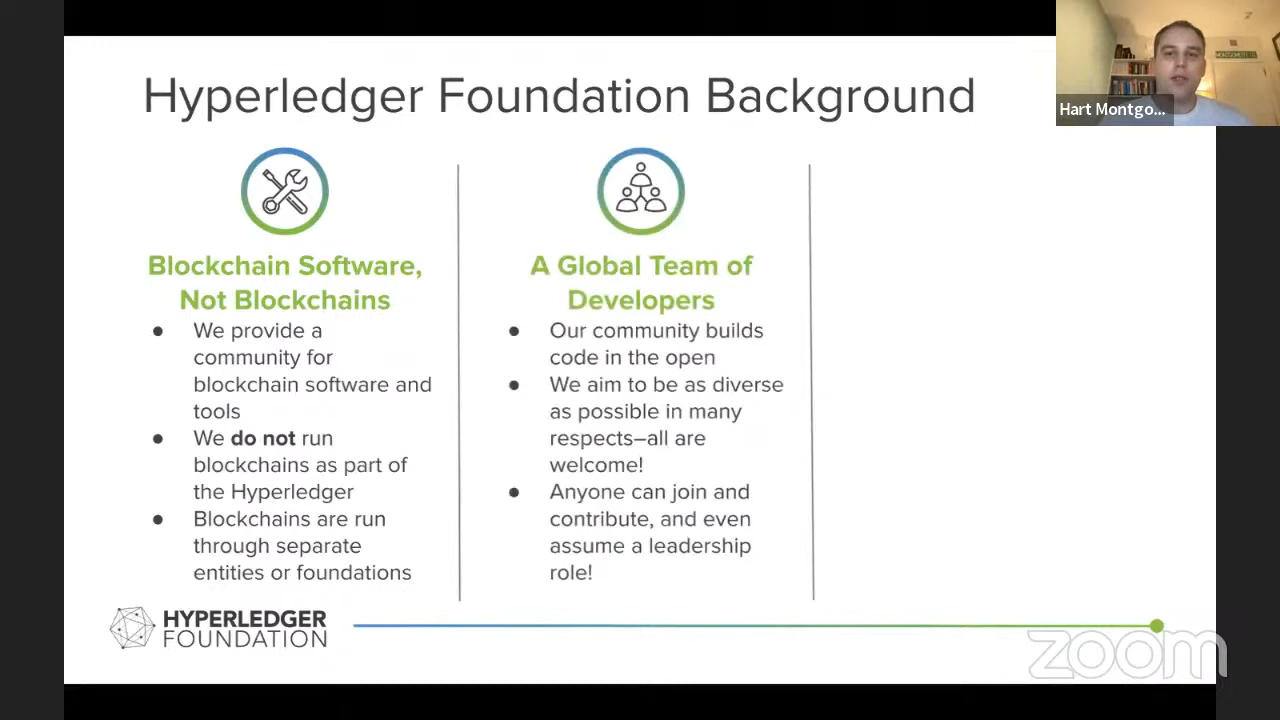 Hyperledger Foundation Background
Hart Montgo...
Blockchain Software,
Not Blockchains
● We provide a
community for
blockchain software and
tools
● We do not run
blockchains as part of
the Hyperledger
● Blockchains are run
through separate
entities or foundations
A Global Team of
Developers
● Our community builds
code in the open
● We aim to be as diverse
as possible in many
respects–all are
welcome!
● Anyone can join and
contribute, and even
assume a leadership
role!
HYPERLEDGER
FOUNDATION
zoom